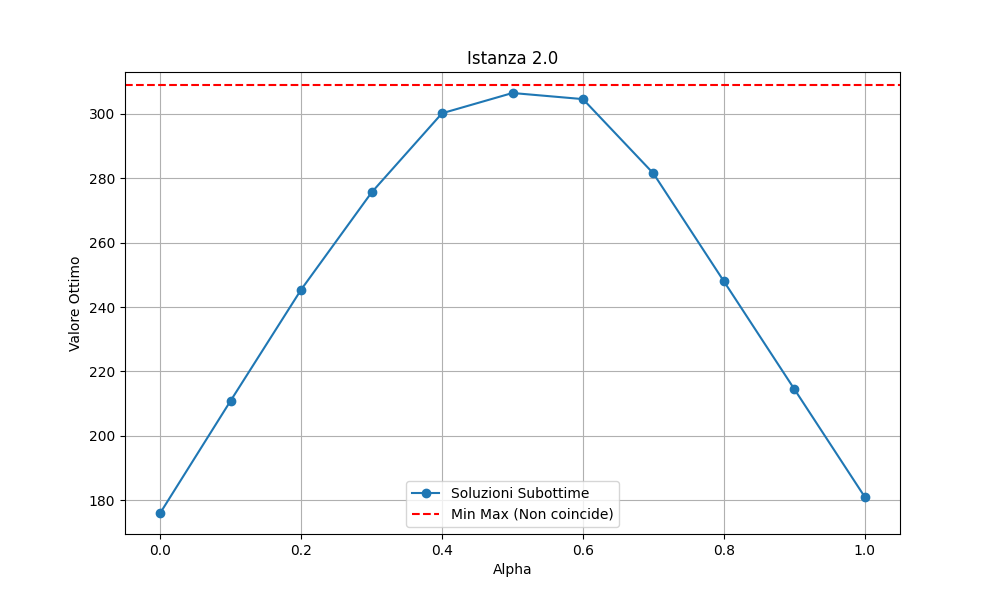 Istanza 2.0
Valore Ottimo
300
280
260
240
220
200
180
Soluzioni Subottime
Min Max (Non coincide)
0.0 0.2 0.4 0.6 0.8 1.0
Alpha